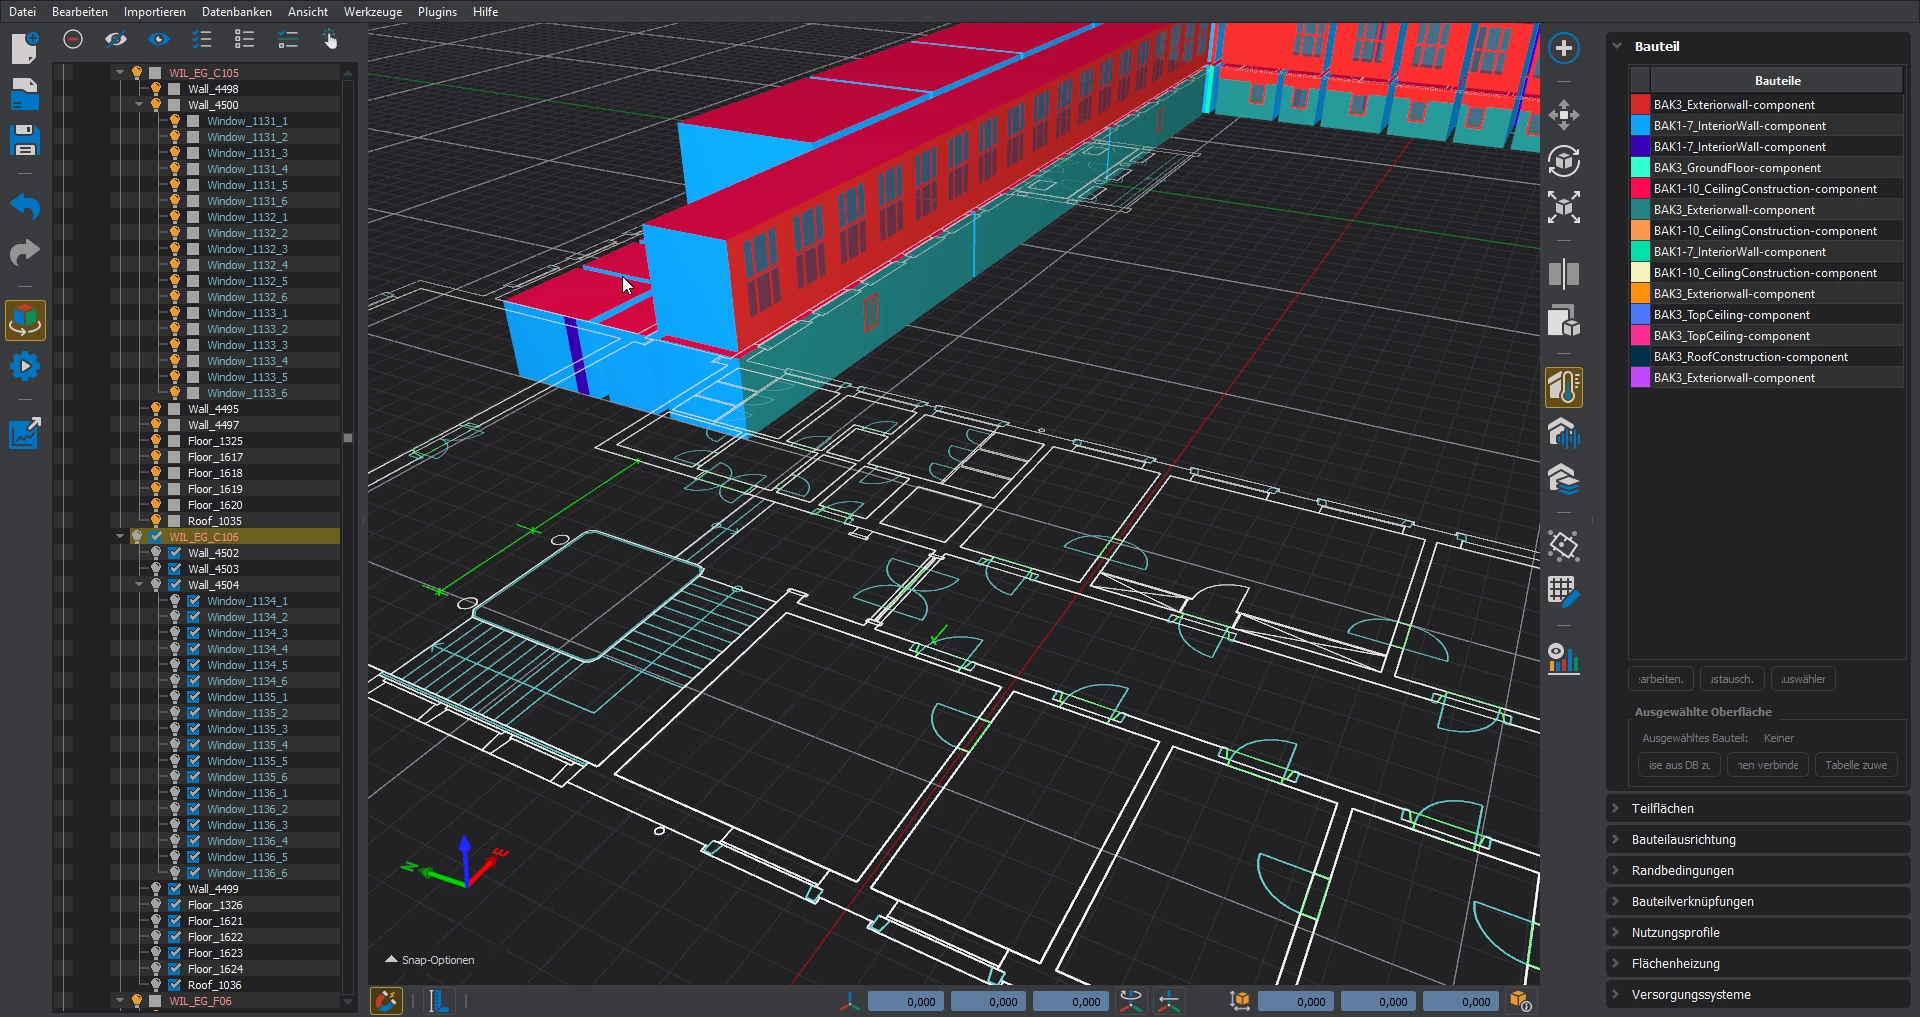 Datei Bearbeiten Importieren Datenbanken Ansicht Werkzeuge Plugins Hilfe
WIL_EG_C105
Wall_4498
Wall_4500
Window_1131_1
Window_1131_2
Window_1131_3
Window_1131_4
Window_1131_5
Window_1131_6
Window_1132_1
Window_1132_2
Window_1132_3
Window_1132_4
Window_1132_5
Window_1132_6
Window_1133_1
Window_1133_2
Window_1133_3
Window_1133_4
Window_1133_5
Window_1133_6
Wall_4495
Wall_4497
Floor_1325
Floor_1617
Floor_1618
Floor_1619
Floor_1620
Roof_1035
WIL_EG_C106
Wall_4502
Wall_4503
Wall_4504
Window_1134_1
Window_1134_2
Window_1134_3
Window_1134_4
Window_1134_5
Window_1134_6
Window_1135_1
Window_1135_2
Window_1135_3
Window_1135_4
Window_1135_5
Window_1135_6
Window_1136_1
Window_1136_2
Window_1136_3
Window_1136_4
Window_1136_5
Window_1136_6
Wall_4499
Floor_1326
Floor_1621
Floor_1622
Floor_1623
Floor_1624
Roof_1036
WIL_EG_F06
N
E
Snap-Optionen
0,000 0,000 0,000 0,000 0,000 0,000
Bauteil
Bauteile
BAK3_Exteriorwall-component
BAK1-7_InteriorWall-component
BAK1-7_InteriorWall-component
BAK3_GroundFloor-component
BAK1-10_CeilingConstruction-component
BAK3_Exteriorwall-component
BAK1-10_CeilingConstruction-component
BAK1-7_InteriorWall-component
BAK1-10_CeilingConstruction-component
BAK3_Exteriorwall-component
BAK3_TopCeiling-component
BAK3_TopCeiling-component
BAK3_RoofConstruction-component
BAK3_Exteriorwall-component
arbeiten. stausch. uswähler
Ausgewählte Oberfläche
Ausgewähltes Bauteil: Keiner
ise aus DB zu nen verbinde Tabelle zuwe
Teilflächen
Bauteilausrichtung
Randbedingungen
Bauteilverknüpfungen
Nutzungsprofile
Flächenheizung
Versorgungssysteme